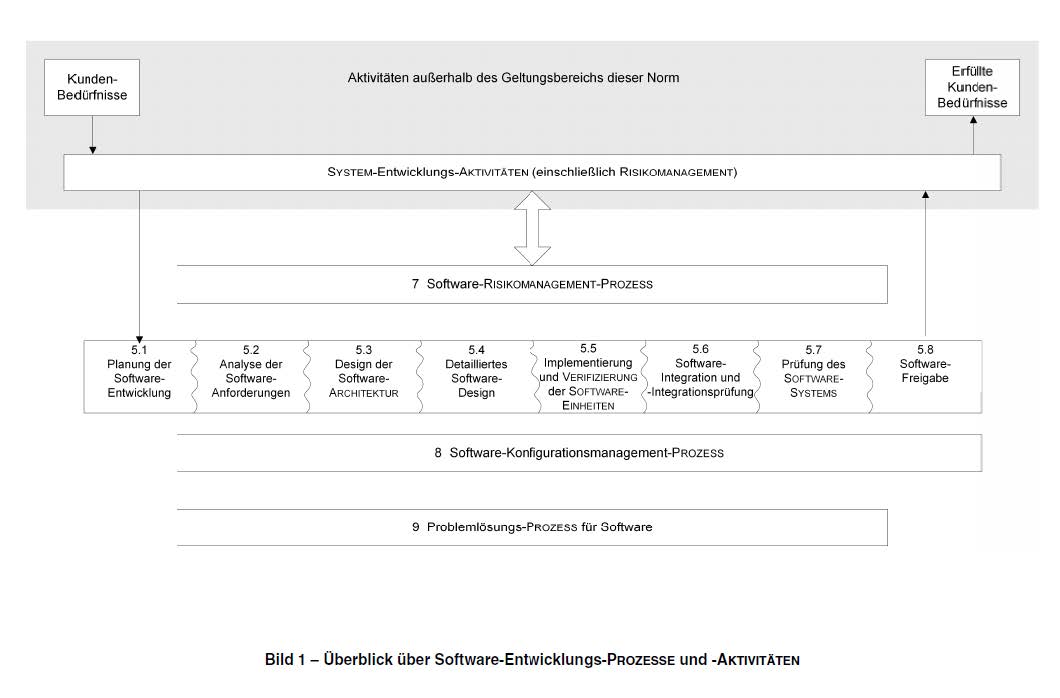 Kunden-
Bedürfnisse
Aktivitäten außerhalb des Geltungsbereichs dieser Norm
Erfüllte
Kunden-
Bedürfnisse
SYSTEM-Entwicklungs-AKTIVITÄTEN (einschließlich RISIKOMANAGEMENT)
7 Software-RISIKOMANAGEMENT-PROZESS
5.1
Planung der
Software-
Entwicklung
5.2
Analyse der
Software-
Anforderungen
5.3
Design der
Software-
ARCHITEKTUR
5.4
Detailliertes
Software-
Design
5.5
Implementierung
und VERIFIZIERUNG
der SOFTWARE-
EINHEITEN
5.6
Software-
Integration und
-Integrationsprüfung
5.7
Prüfung des
SOFTWARE-
SYSTEMS
5.8
Software-
Freigabe
8 Software-Konfigurationsmanagement-PROZESS
9 Problemlösungs-PROZESS für Software
Bild 1 – Überblick über Software-Entwicklungs-PROZESSE und -AKTIVITÄTEN